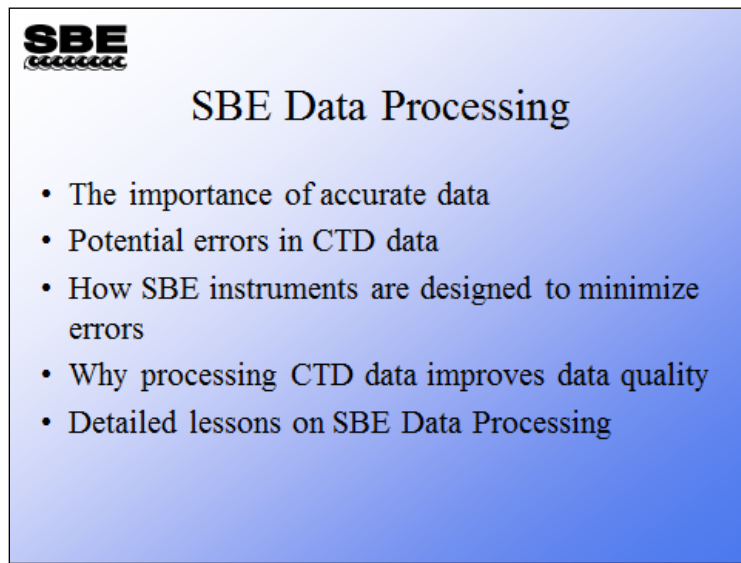 SBE
SBE Data Processing
• The importance of accurate data
• Potential errors in CTD data
• How SBE instruments are designed to minimize
errors
• Why processing CTD data improves data quality
• Detailed lessons on SBE Data Processing